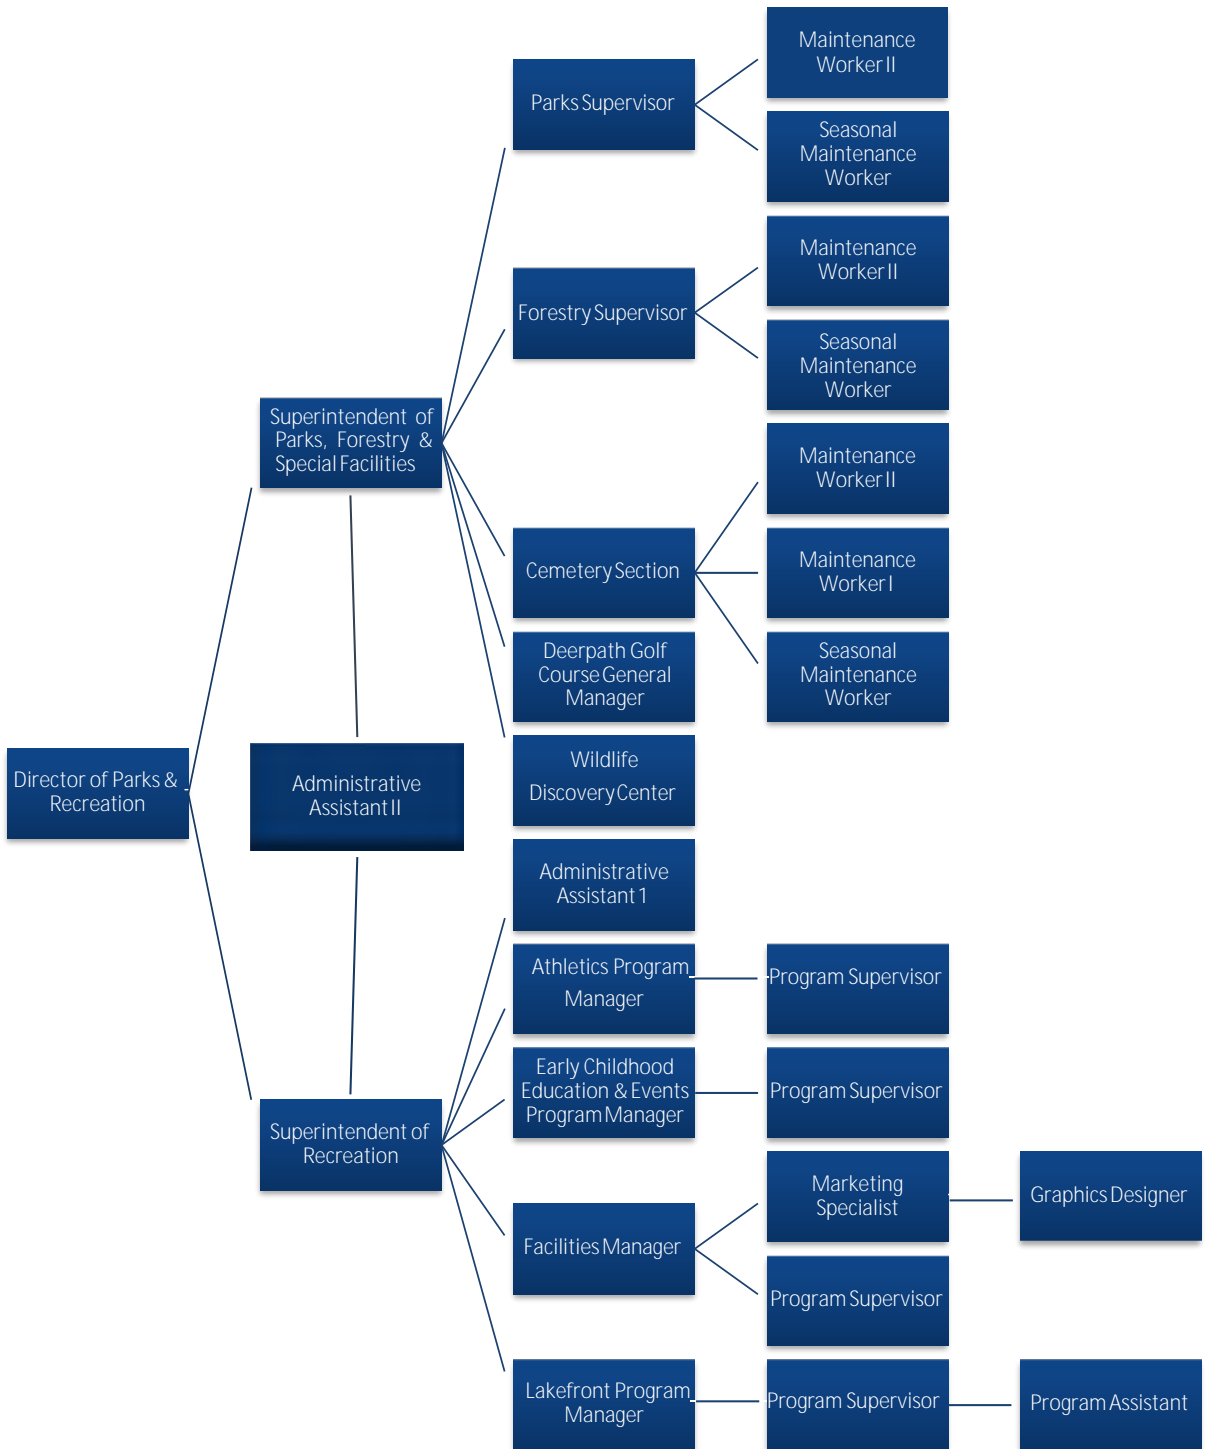 Maintenance
Worker II
Parks Supervisor
Seasonal
Maintenance
Worker
Maintenance
Worker II
Forestry Supervisor
Seasonal
Maintenance
Worker
Superintendent of
Parks, Forestry &
Special Facilities
Maintenance
Worker II
Cemetery Section
Maintenance
Worker I
Deerpath Golf
Course General
Manager
Seasonal
Maintenance
Worker
Director of Parks &
Recreation
Administrative
Assistant II
Wildlife
Discovery Center
Administrative
Assistant 1
Athletics Program
Manager
Program Supervisor
Early Childhood
Education & Events
Program Manager
Program Supervisor
Superintendent of
Recreation
Marketing
Specialist
Graphics Designer
Facilities Manager
Program Supervisor
Lakefront Program
Manager
Program Supervisor
Program Assistant